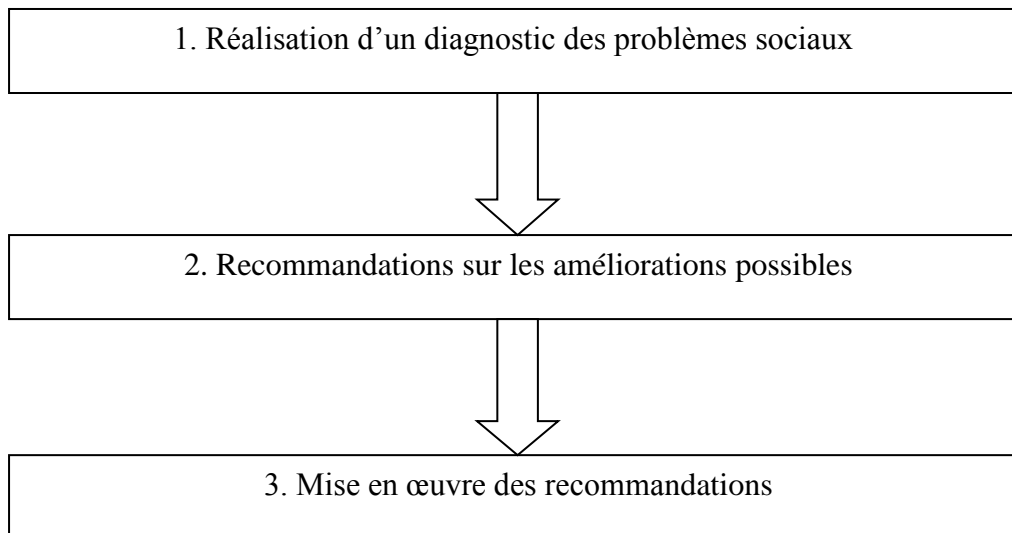 1. Réalisation d’un diagnostic des problèmes sociaux
2. Recommandations sur les améliorations possibles
3. Mise en œuvre des recommandations